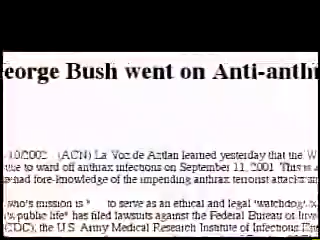 eorge Bush went on Anti-anth
10/2002 (ACN) La Voz de Aztlan learned yesterday that the W
to ward off anthrax infections on September 11, 2001. This
had fore-knowledge of the impending anthrax terrorist attacks
who's mission is " to serve as an ethical and legal "watchdog"
public life" has filed lawsuits against the Federal Bureau of Inve
(CDC), the U.S. Army Medical Research Institute of Infectious